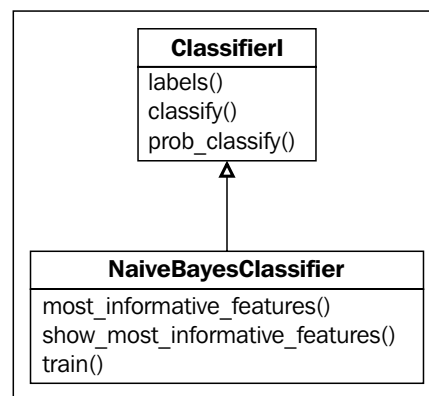 ClassifierI
labels()
classify()
prob_classify()
NaiveBayesClassifier
most_informative_features()
show_most_informative_features()
train()